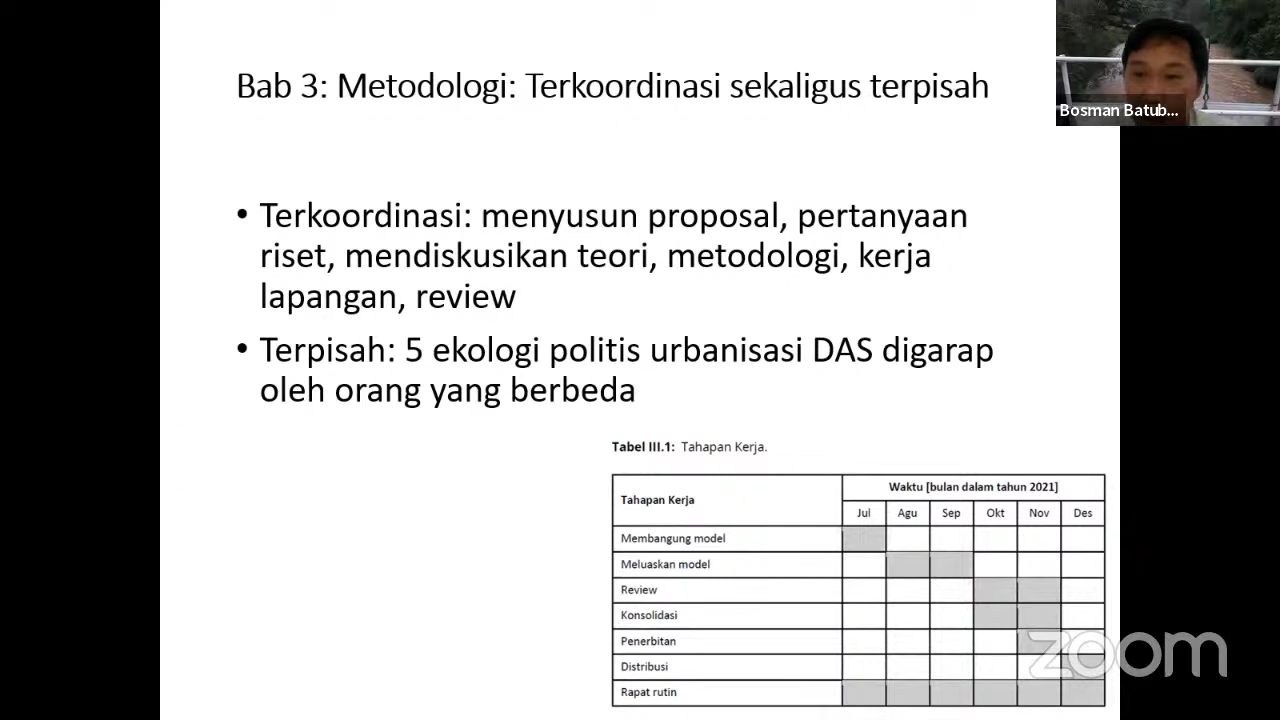 Bab 3: Metodologi: Terkoordinasi sekaligus terpisah
Bosman Batub...
• Terkoordinasi: menyusun proposal, pertanyaan
riset, mendiskusikan teori, metodologi, kerja
lapangan, review
• Terpisah: 5 ekologi politis urbanisasi DAS digarap
oleh orang yang berbeda
Tabel III.1: Tahapan Kerja.
Tahapan Kerja
Waktu [bulan dalam tahun 2021]
Jul Agu Sep Okt Nov Des
Membangung model
Meluaskan model
Review
Konsolidasi
Penerbitan
Distribusi
Rapat rutin
zoom